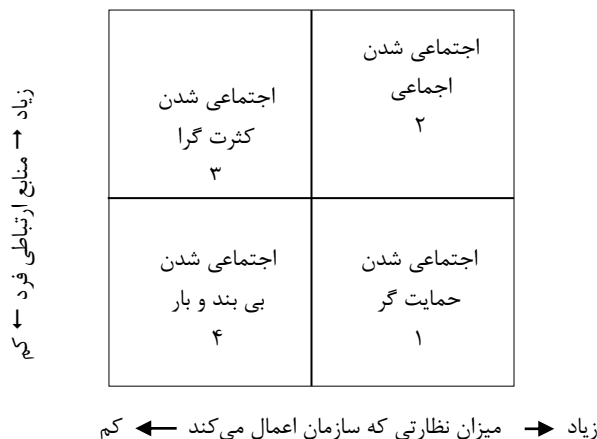 اجتماعی شدن
اجماعی
۲
اجتماعی شدن
کثرت گرا
۳
اجتماعی شدن
حمایت گر
۱
اجتماعی شدن
بی بند و بار
۴
زیاد → منابع ارتباطی فرد ← کم
زیاد → میزان نظارتی که سازمان اعمال می‌کند ← کم